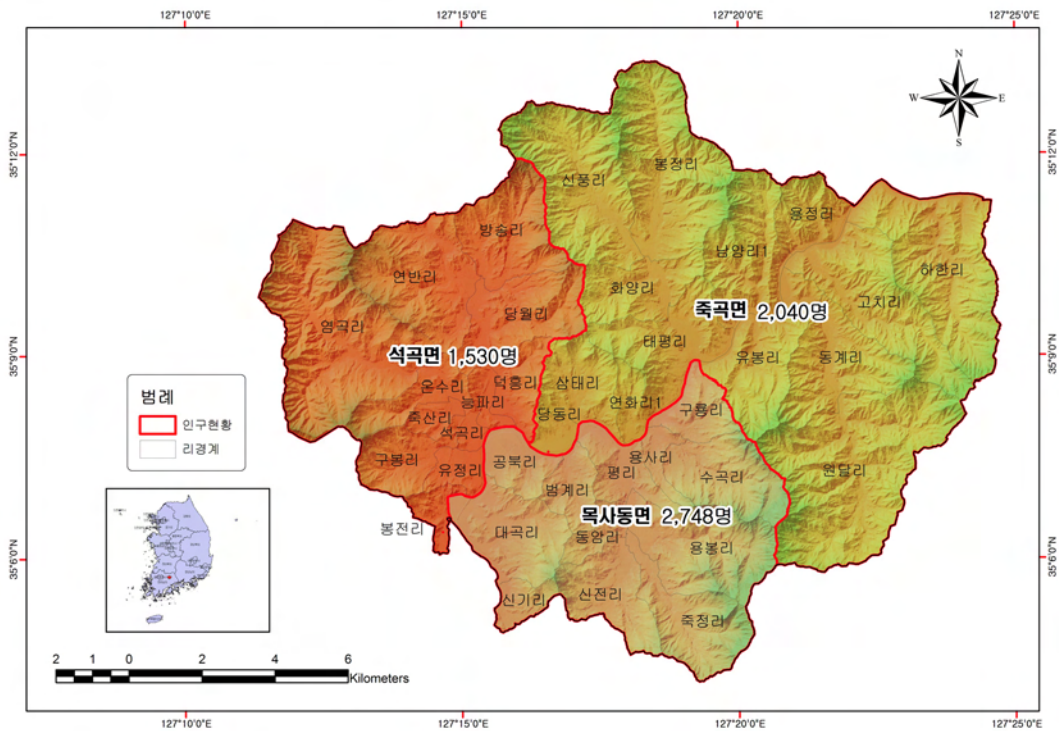 127°10'0"E
127°15'0"E
127°20'0"E
127°25'0"E
35°12'0"N
35°12'0"N
N
W
E
S
봉정리
신풍리
용정리
방송리
남양리1
하한리
연반리
화양리
고치리
당월리
죽곡면 2,040명
염곡리
태평리
35°9'0"N
35°9'0"N
석곡면 1,530명
유봉리
동계리
온수리
덕흥리
삼태리
능파리
연화리1
구룡리
죽산리
당동리
석곡리
범례
인구현황
리경계
구봉리
유정리
공북리
용사리
평리
수곡리
원달리
범계리
목사동면 2,748명
봉전리
대곡리
동암리
용봉리
35°6'0"N
35°6'0"N
신기리
신전리
죽정리
2 1 0 2 4 6
Kilometers
127°10'0"E
127°15'0"E
127°20'0"E
127°25'0"E